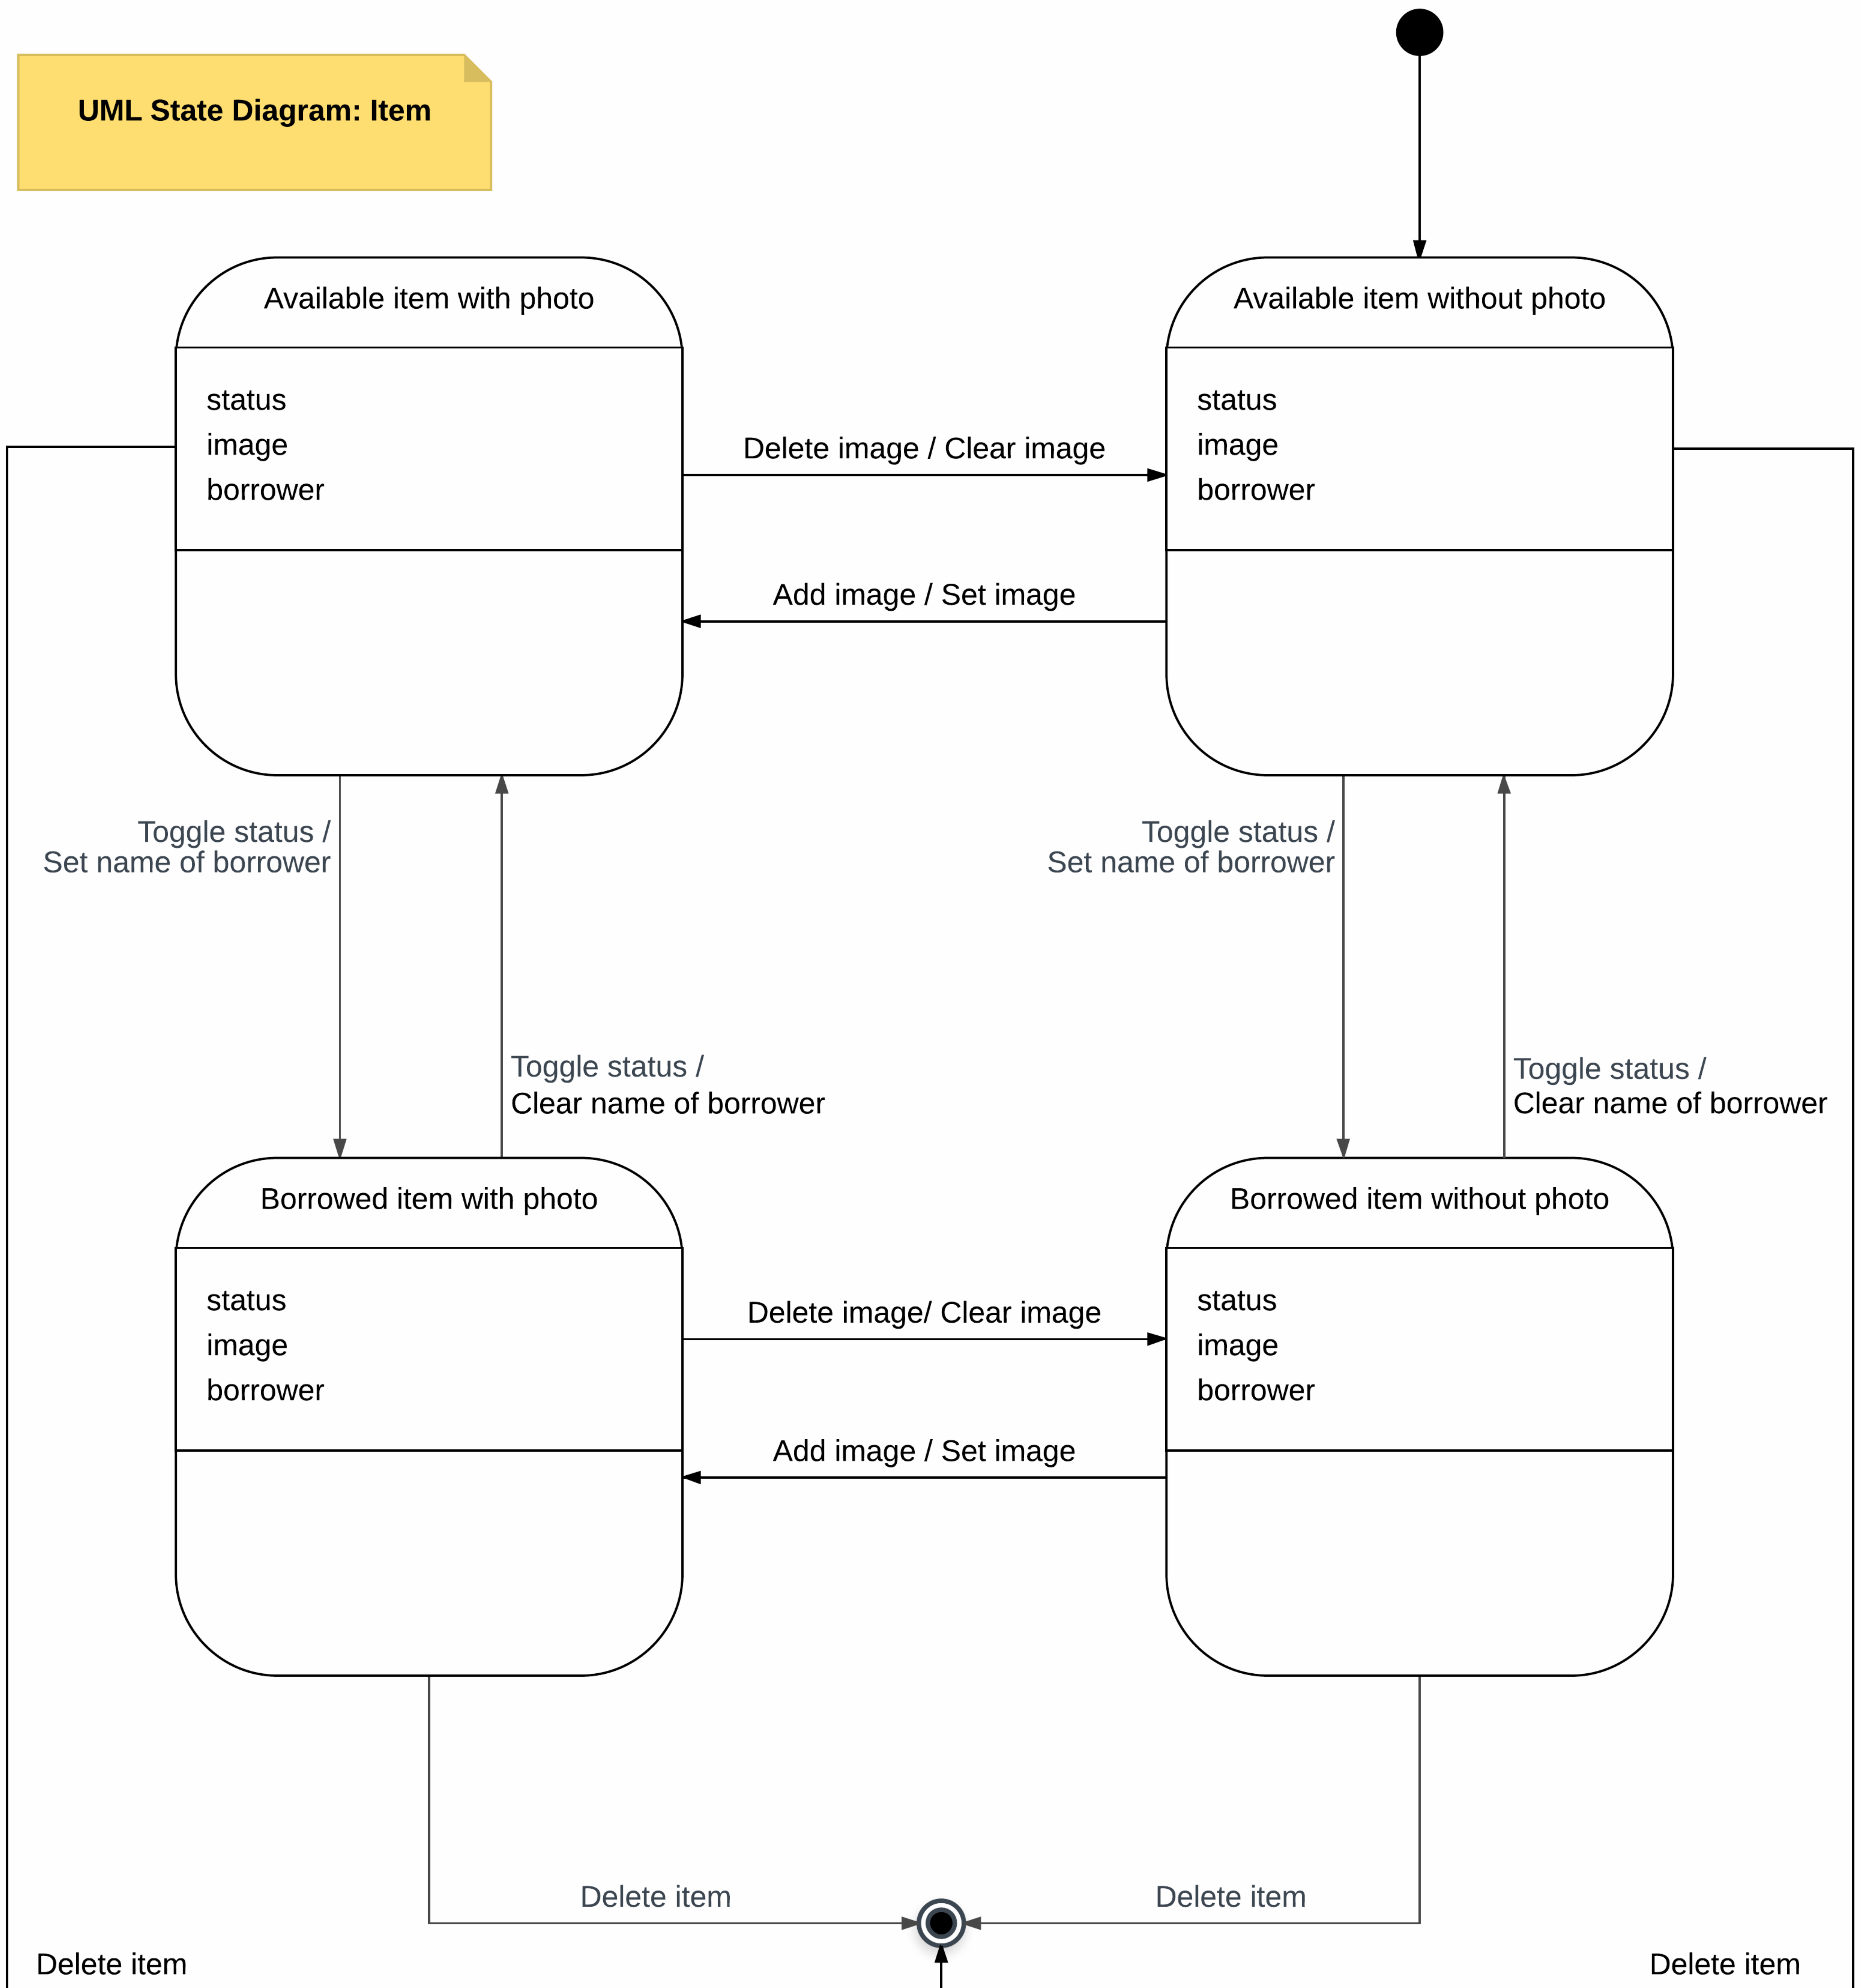 UML State Diagram: Item
Available item with photo
status
image
borrower
Delete image / Clear image
Add image / Set image
Available item without photo
status
image
borrower
Toggle status /
Set name of borrower
Toggle status /
Clear name of borrower
Toggle status /
Set name of borrower
Toggle status /
Clear name of borrower
Borrowed item with photo
status
image
borrower
Delete image/ Clear image
Add image / Set image
Borrowed item without photo
status
image
borrower
Delete item
Delete item
Delete item
Delete item